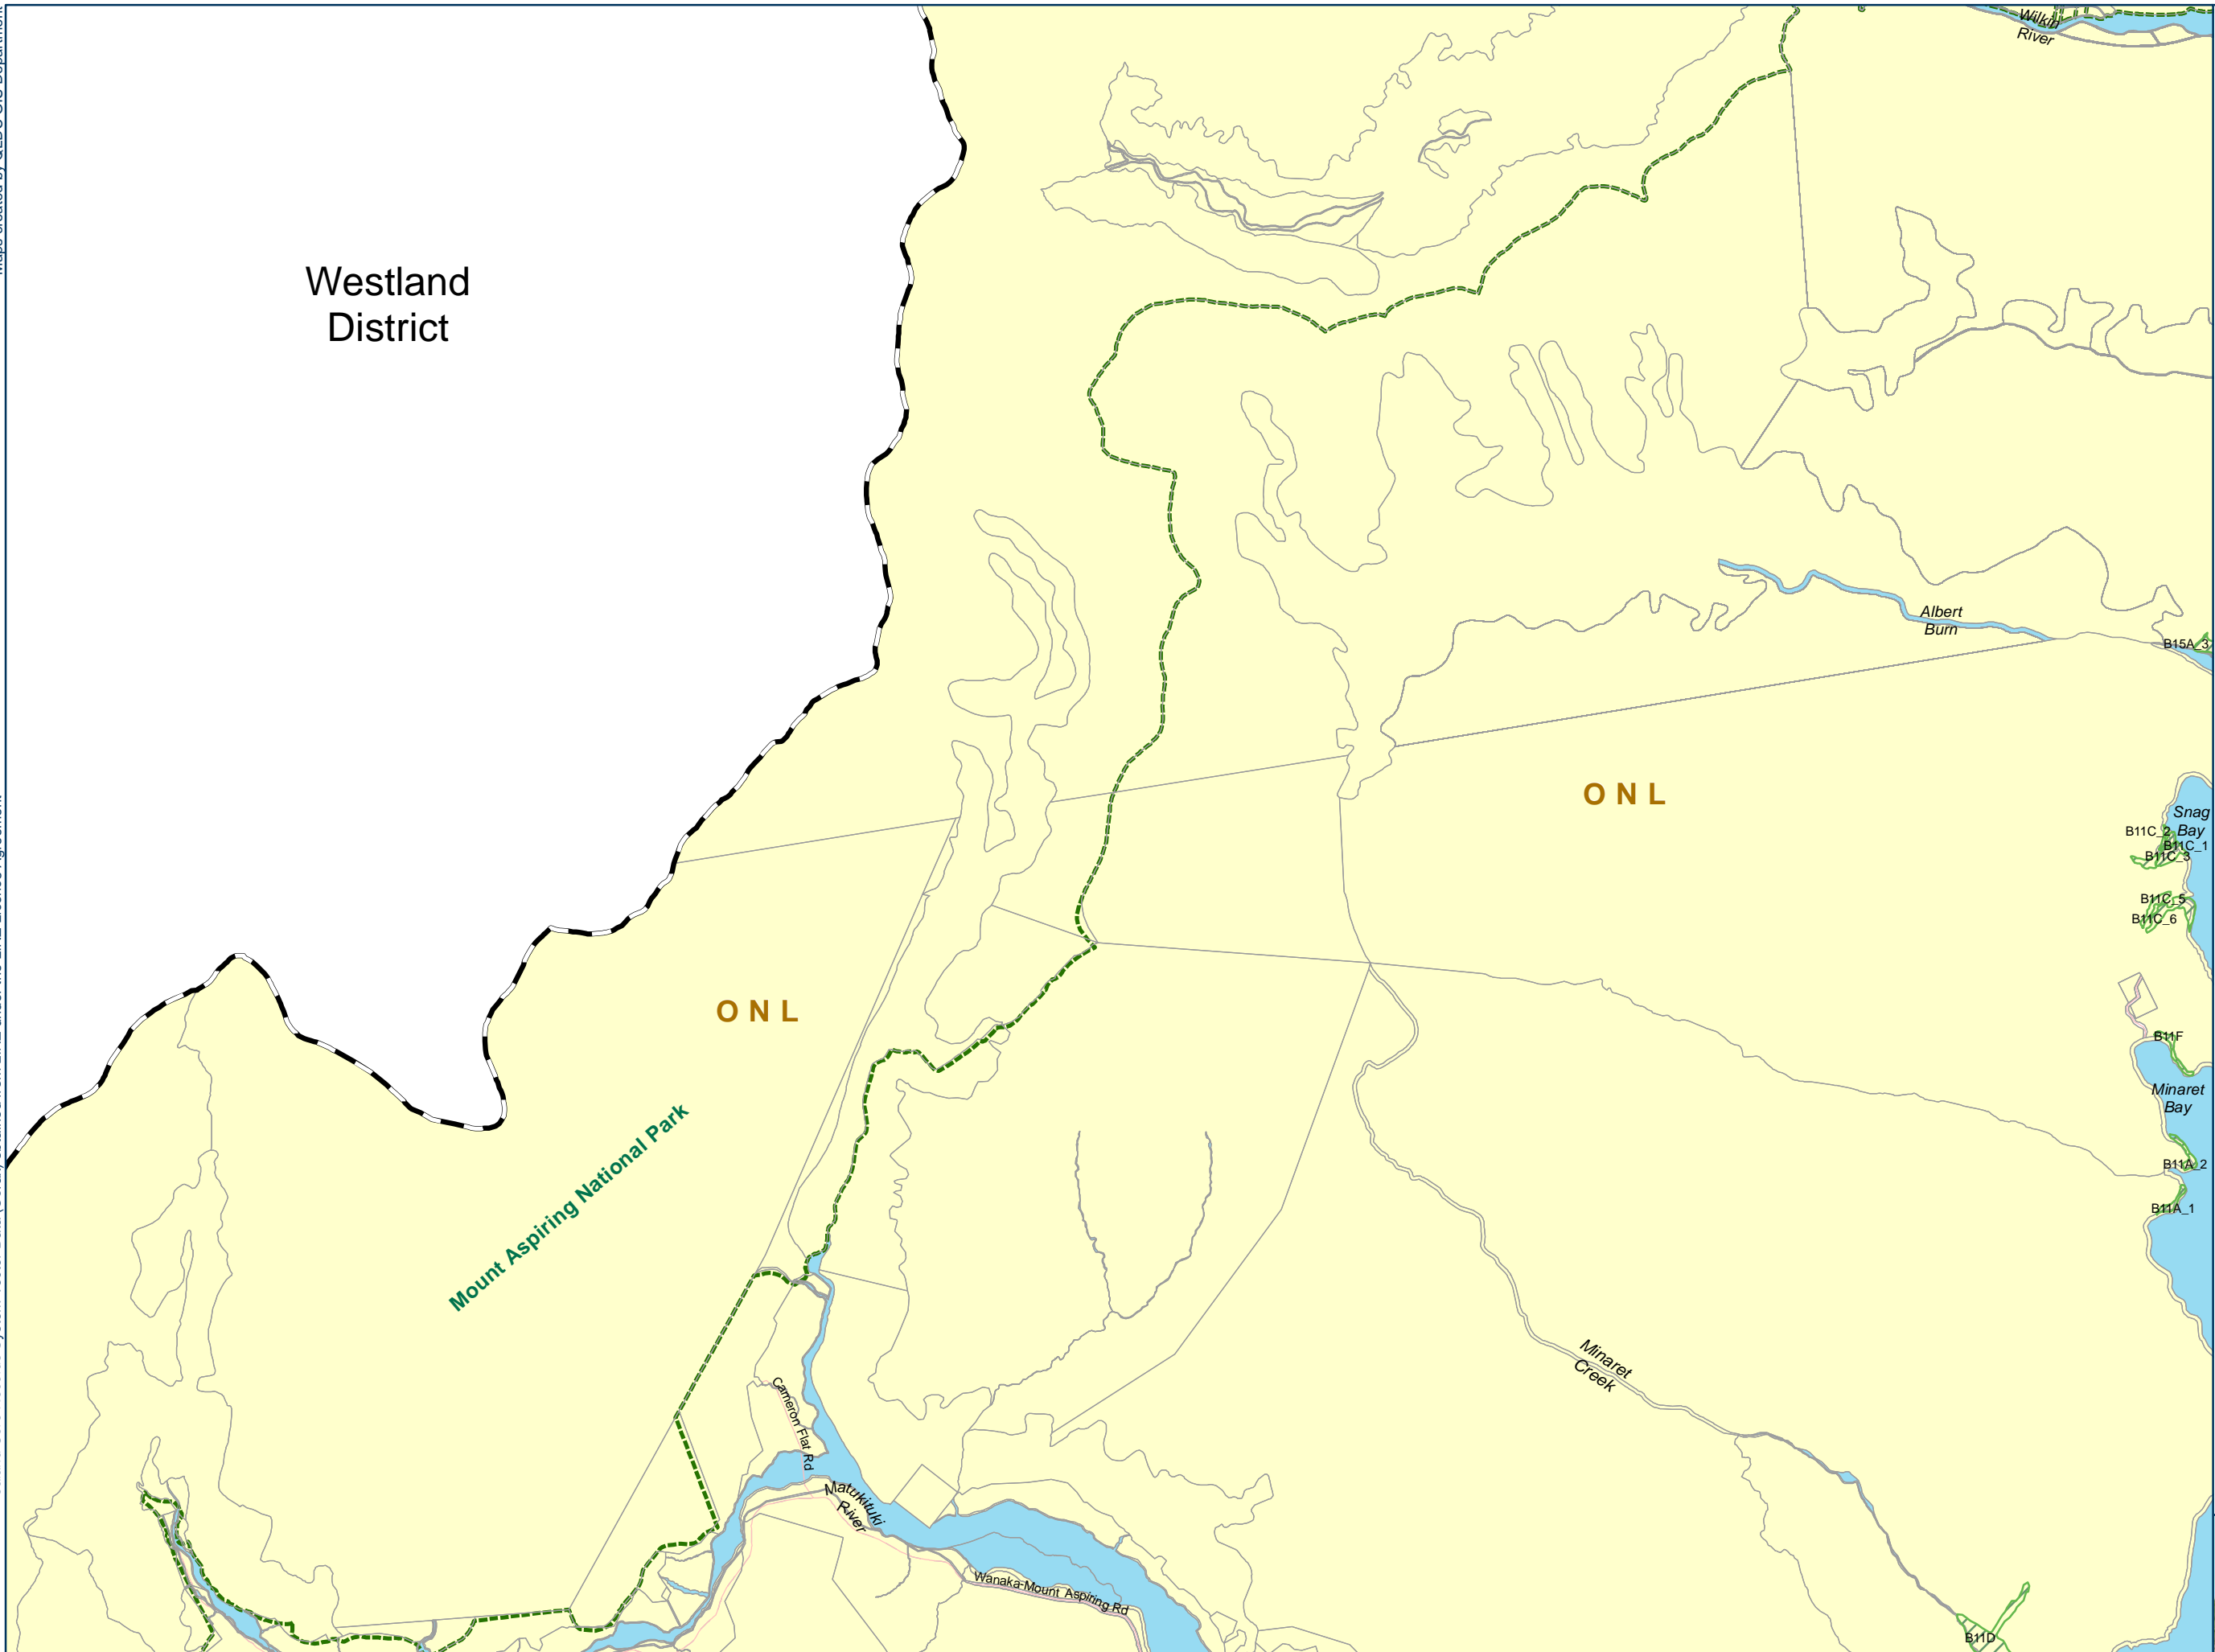 Wilkin
River
Westland
District
Albert
Burn
B15A_3
O N L
Snag
Bay
B11C_2
B11C_1
B11C_3
B11C_5
B11C_6
O N L
B11F
Minaret
Bay
Mount Aspiring National Park
B11A_2
B11A_1
Minaret
Creek
Cameron Flat Rd
Matukituki
River
Wanaka-Mount Aspiring Rd
B11D